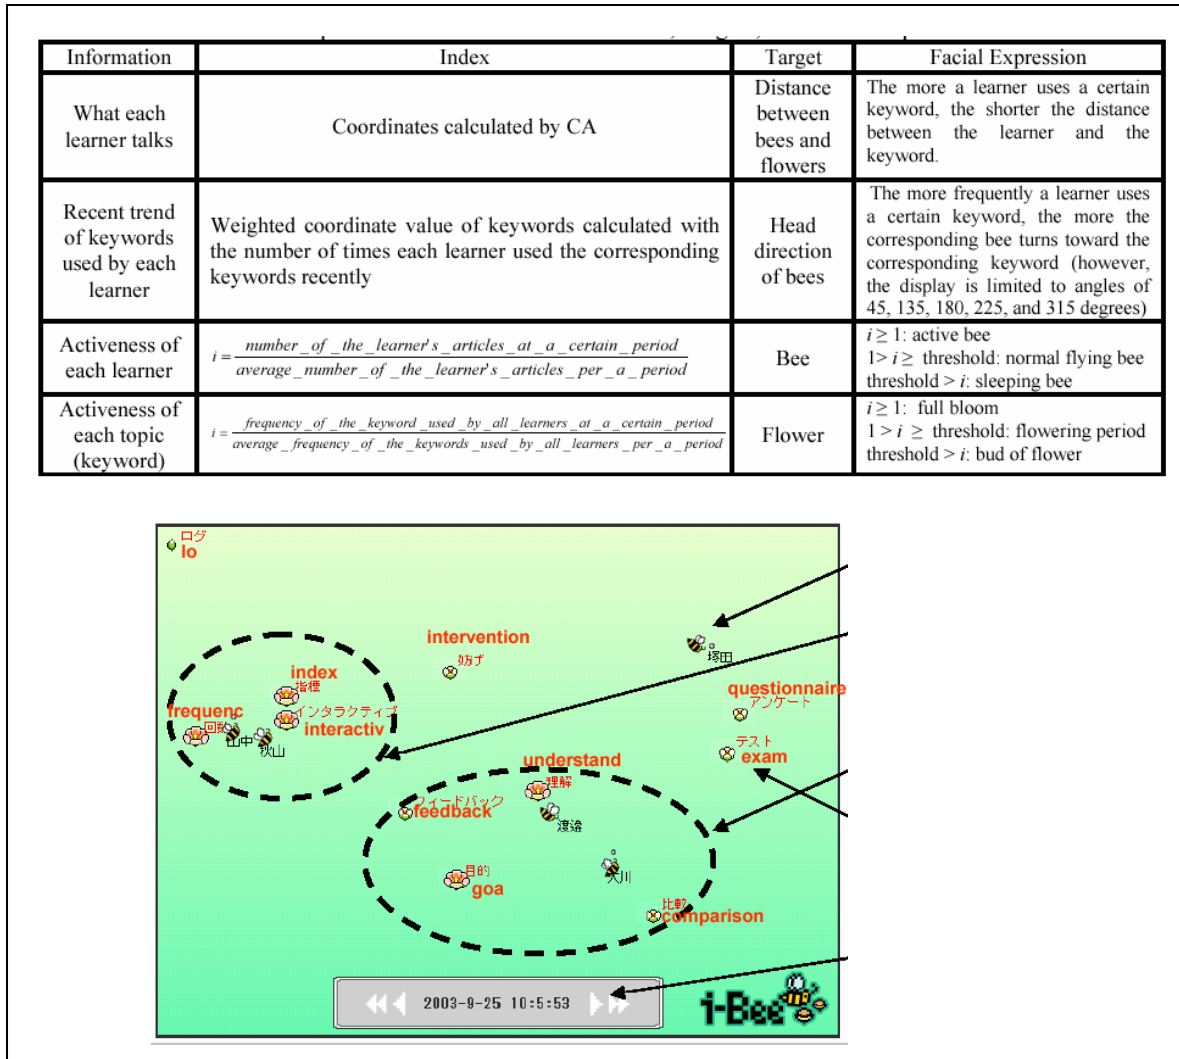 Information Index Target Facial Expression
What each
learner talks
Coordinates calculated by CA
Distance
between
bees and
flowers
The more a learner uses a certain
keyword, the shorter the distance
between the learner and the
keyword.
Recent trend
of keywords
used by each
learner
Weighted coordinate value of keywords calculated with
the number of times each learner used the corresponding
keywords recently
Head
direction
of bees
The more frequently a learner uses
a certain keyword, the more the
corresponding bee turns toward the
corresponding keyword (however,
the display is limited to angles of
45, 135, 180, 225, and 315 degrees)
Activeness of
each learner
i = number_of_the_learner's_articles_at_a_certain_period
average_number_of_the_learner's_articles_per_a_period
Bee
i ≥ 1: active bee
1> i ≥ threshold: normal flying bee
threshold > i: sleeping bee
Activeness of
each topic
(keyword)
i = frequency_of_the_keyword_used_by_all_learners_at_a_certain_period
average_frequency_of_the_keywords_used_by_all_learners_per_a_period
Flower
i ≥ 1: full bloom
1 > i ≥ threshold: flowering period
threshold > i: bud of flower
ログ
lo
intervention
塚田
index
指標
questionnaire
アンケート
frequenc
回数
インタラクティブ
interactiv
山中
秋山
テスト
exam
understand
理解
フィードバック
feedback
渡邉
目的
goa
大川
比較
comparison
2003-9-25 10:5:53
i-Bee